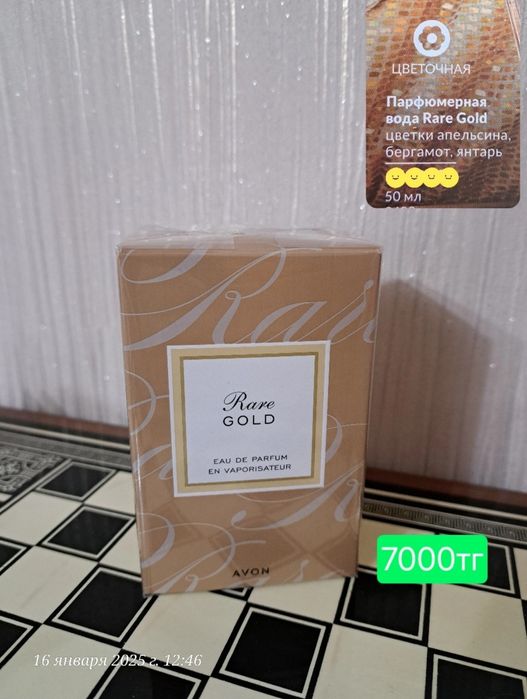 ЦВЕТОЧНАЯ
Парфюмерная
вода Rare Gold
цветки апельсина,
бергамот, янтарь
50 мл
Rare
GOLD
EAU DE PARFUM
EN VAPORISATEUR
AVON
7000тг
16 января 2025 г. 12:46